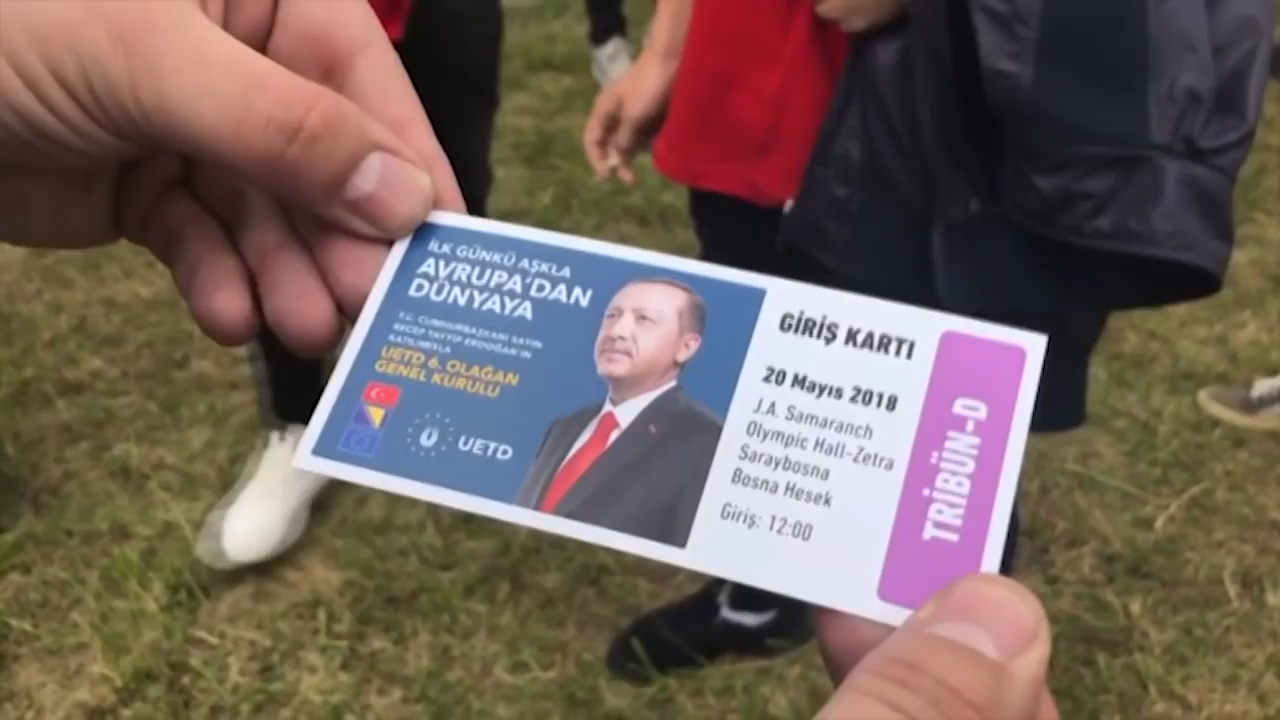 İLK GÜNKÜ AŞKLA
AVRUPA'DAN
DÜNYAYA
T.C. CUMHURBAŞKANI SAYIN
RECEP TAYYİP ERDOĞAN'IN
KATILIMIYLA
UETD 6. OLAĞAN
GENEL KURULU
UETD
GİRİŞ KARTI
20 Mayıs 2018
J.A. Samaranch
Olympic Hall-Zetra
Saraybosna
Bosna Hesek
Giriş: 12:00
TRİBÜN-D